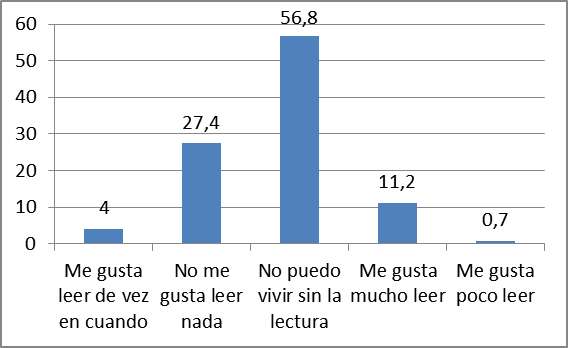 60
50
40
30
20
10
0
4
27,4
56,8
11,2
0,7
Me gusta
leer de vez
en cuando
No me
gusta leer
nada
No puedo
vivir sin la
lectura
Me gusta
mucho leer
Me gusta
poco leer